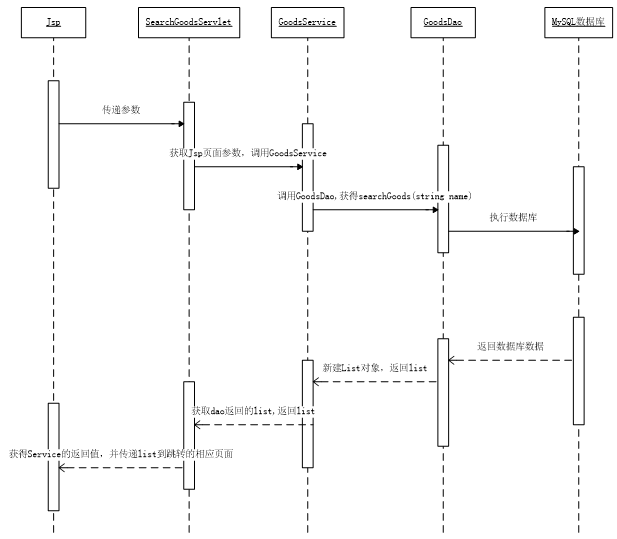 Jsp
SearchGoodsServlet
GoodsService
GoodsDao
MySQL数据库
传递参数
获取Jsp页面参数，调用GoodsService
调用GoodsDao,获得searchGoods(string name)
执行数据库
返回数据库数据
新建List对象，返回list
获取dao返回的list,返回list
获得Service的返回值，并传递list到跳转的相应页面